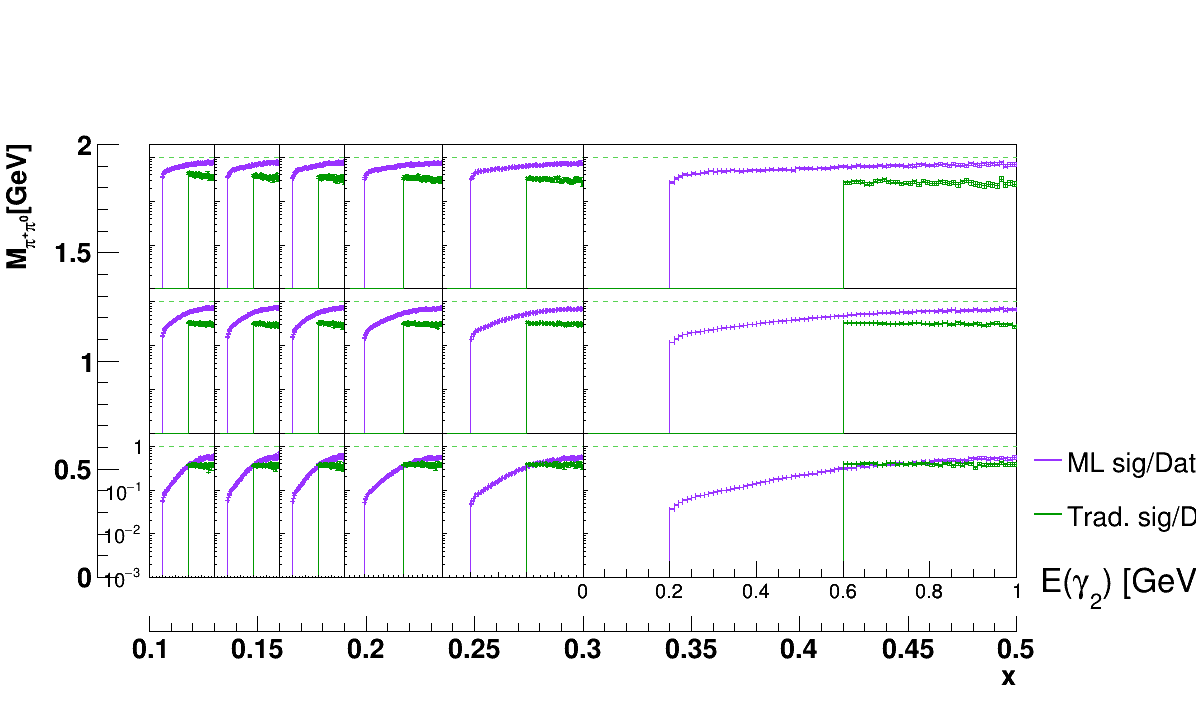 M_{π⁺π⁰}[GeV]
2
1.5
1
0.5
0
1
10⁻¹
10⁻²
10⁻³
ML sig/Dat
Trad. sig/D
0 0.2 0.4 0.6 0.8 1
E(γ₂) [GeV
0.1 0.15 0.2 0.25 0.3 0.35 0.4 0.45 0.5
x